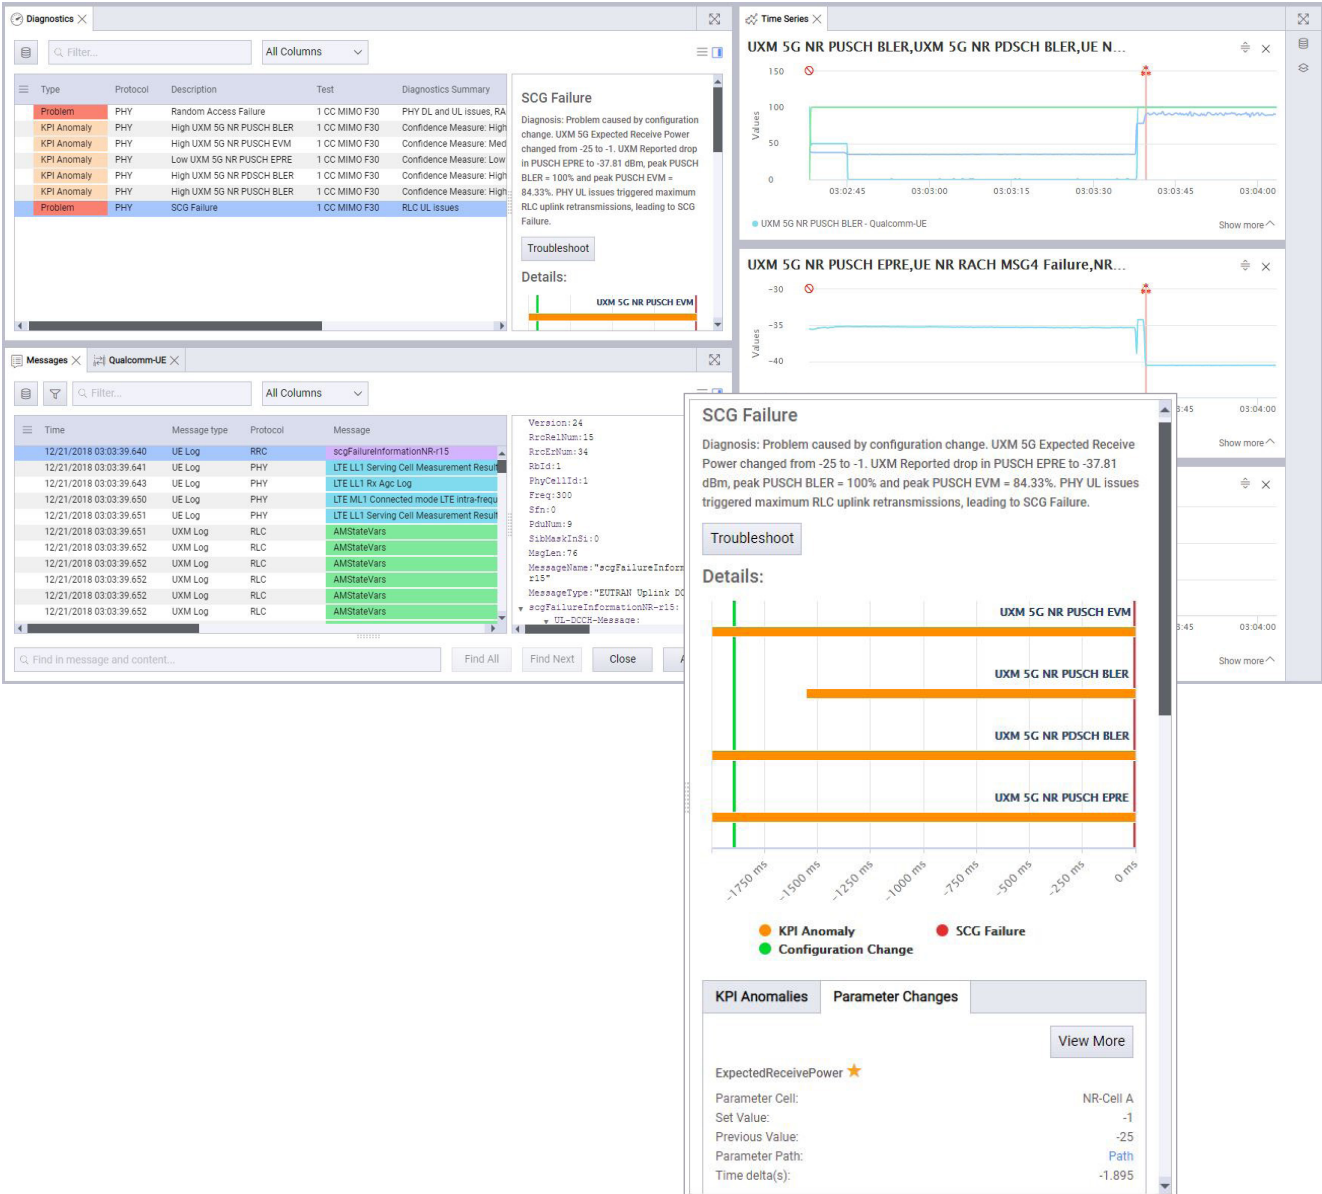 Diagnostics
Filter...
All Columns
Type Protocol Description Test Diagnostics Summary
Problem PHY Random Access Failure 1 CC MIMO F30 PHY DL and UL issues, RA
KPI Anomaly PHY High UXM 5G NR PUSCH BLER 1 CC MIMO F30 Confidence Measure: High
KPI Anomaly PHY High UXM 5G NR PUSCH EVM 1 CC MIMO F30 Confidence Measure: Med
KPI Anomaly PHY Low UXM 5G NR PUSCH EPRE 1 CC MIMO F30 Confidence Measure: Low
KPI Anomaly PHY High UXM 5G NR PDSCH BLER 1 CC MIMO F30 Confidence Measure: High
KPI Anomaly PHY High UXM 5G NR PUSCH BLER 1 CC MIMO F30 Confidence Measure: High
Problem PHY SCG Failure 1 CC MIMO F30 RLC UL issues
SCG Failure
Diagnosis: Problem caused by configuration
change. UXM 5G Expected Receive Power
changed from -25 to -1. UXM Reported drop
in PUSCH EPRE to -37.81 dBm, peak PUSCH
BLER = 100% and peak PUSCH EVM =
84.33%. PHY UL issues triggered maximum
RLC uplink retransmissions, leading to SCG
Failure.
Troubleshoot
Details:
UXM 5G NR PUSCH EVM
Time Series
UXM 5G NR PUSCH BLER,UXM 5G NR PDSCH BLER,UE N...
150
100
50
0
Values
03:02:45 03:03:00 03:03:15 03:03:30 03:03:45 03:04:00
UXM 5G NR PUSCH BLER - Qualcomm-UE
Show more
UXM 5G NR PUSCH EPRE,UE NR RACH MSG4 Failure,NR...
-30
-35
-40
Values
3:45 03:04:00
Show more
3:45 03:04:00
Show more
Messages Qualcomm-UE
Filter...
All Columns
Time Message type Protocol Message
12/21/2018 03:03:39.640 UE Log RRC scgFailureInformationNR-r15
12/21/2018 03:03:39.641 UE Log PHY LTE LL1 Serving Cell Measurement Result
12/21/2018 03:03:39.643 UE Log PHY LTE LL1 Rx Agc Log
12/21/2018 03:03:39.650 UE Log PHY LTE ML1 Connected mode LTE intra-frequ
12/21/2018 03:03:39.651 UE Log PHY LTE LL1 Serving Cell Measurement Result
12/21/2018 03:03:39.651 UXM Log RLC AMStateVars
12/21/2018 03:03:39.652 UXM Log RLC AMStateVars
12/21/2018 03:03:39.652 UXM Log RLC AMStateVars
12/21/2018 03:03:39.652 UXM Log RLC AMStateVars
12/21/2018 03:03:39.652 UXM Log RLC AMStateVars
12/21/2018 03:03:39.652 UXM Log RLC AMStateVars
Version:24
RrcRelNum:15
RrcErNum:34
RbId:1
PhyCellId:1
Freq:300
Sfn:0
PduNum:9
SibMaskInSi:0
MsgLen:76
MessageName:"scgFailureInform
r15"
MessageType:"EUTRAN Uplink DC
scgFailureInformationNR-r15:
UL-DCCH-Message:
Find in message and content...
Find All Find Next Close
SCG Failure
Diagnosis: Problem caused by configuration change. UXM 5G Expected Receive
Power changed from -25 to -1. UXM Reported drop in PUSCH EPRE to -37.81
dBm, peak PUSCH BLER = 100% and peak PUSCH EVM = 84.33%. PHY UL issues
triggered maximum RLC uplink retransmissions, leading to SCG Failure.
Troubleshoot
Details:
UXM 5G NR PUSCH EVM
UXM 5G NR PUSCH BLER
UXM 5G NR PDSCH BLER
UXM 5G NR PUSCH EPRE
-1750 ms -1500 ms -1250 ms -1000 ms -750 ms -500 ms -250 ms 0 ms
KPI Anomaly SCG Failure
Configuration Change
KPI Anomalies Parameter Changes
View More
ExpectedReceivePower
Parameter Cell: NR-Cell A
Set Value: -1
Previous Value: -25
Parameter Path: Path
Time delta(s): -1.895